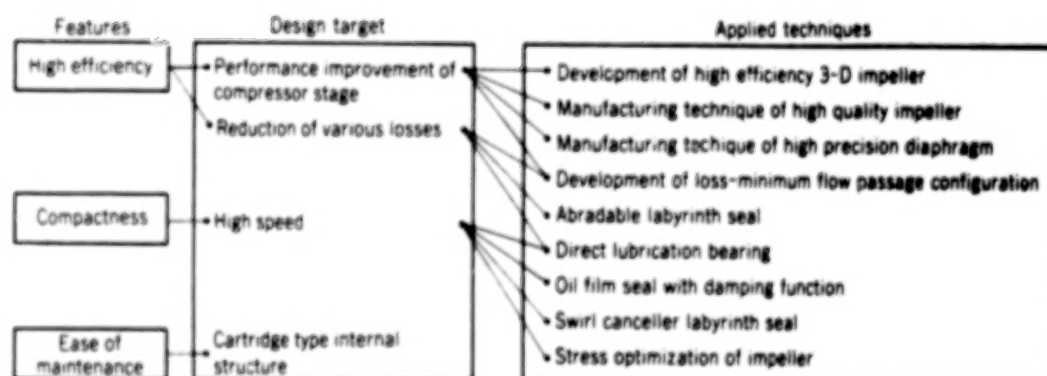 Features
Design target
Applied techniques
High efficiency
Performance improvement of
compressor stage
Reduction of various losses
Compactness
High speed
Ease of
maintenance
Cartridge type internal
structure
Development of high efficiency 3-D impeller
Manufacturing technique of high quality impeller
Manufacturing tochique of high precision diaphragm
Development of loss-minimum flow passage configuration
Abradable labyrinth seal
Direct lubrication bearing
Oil film seal with damping function
Swirl canceller labyrinth seal
Stress optimization of impeller